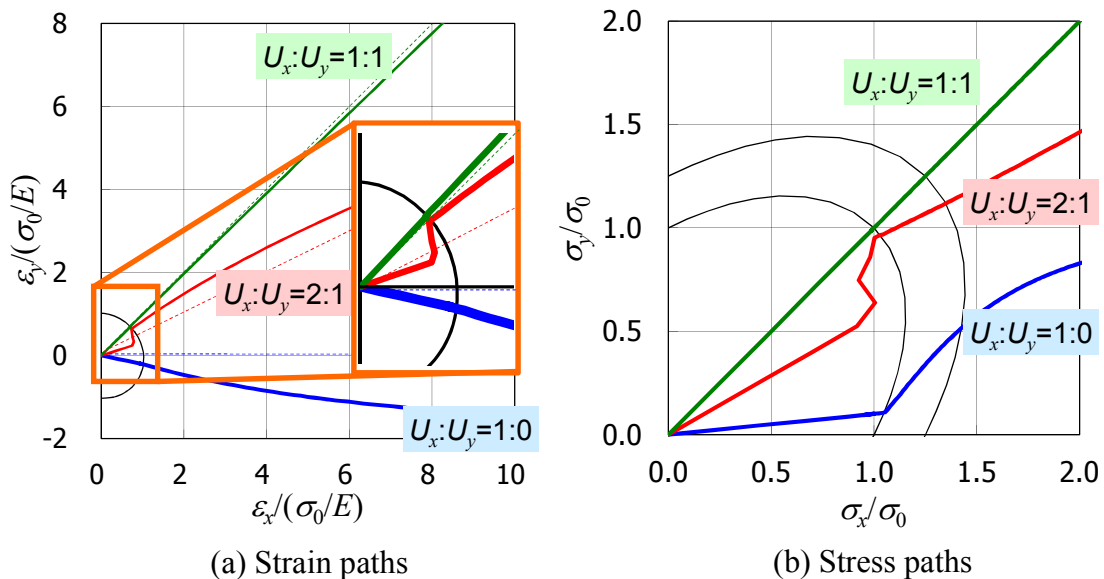 8
6
4
2
0
-2
0
2
4
6
8
10
εy/(σ0/E)
εx/(σ0/E)
Ux:Uy=1:1
Ux:Uy=2:1
Ux:Uy=1:0
(a) Strain paths
2.0
1.5
1.0
0.5
0.0
0.0
0.5
1.0
1.5
2.0
σy/σ0
σx/σ0
Ux:Uy=1:1
Ux:Uy=2:1
Ux:Uy=1:0
(b) Stress paths